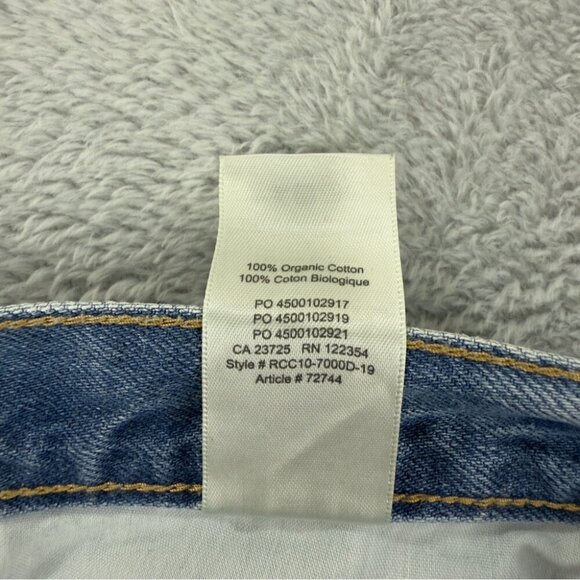 100% Organic Cotton
100% Coton Biologique
PO 4500102917
PO 4500102919
PO 4500102921
CA 23725 RN 122354
Style # RCC10-7000D-19
Article # 72744